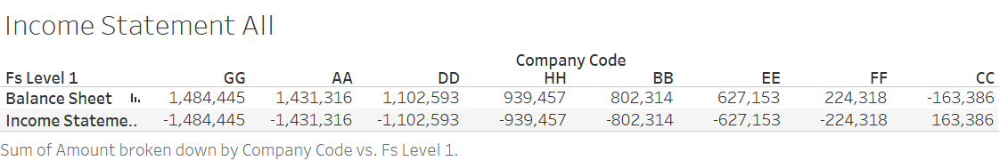 Income Statement All
Company Code
Fs Level 1 GG AA DD HH BB EE FF CC
Balance Sheet 1,484,445 1,431,316 1,102,593 939,457 802,314 627,153 224,318 -163,386
Income Stateme.. -1,484,445 -1,431,316 -1,102,593 -939,457 -802,314 -627,153 -224,318 163,386
Sum of Amount broken down by Company Code vs. Fs Level 1.